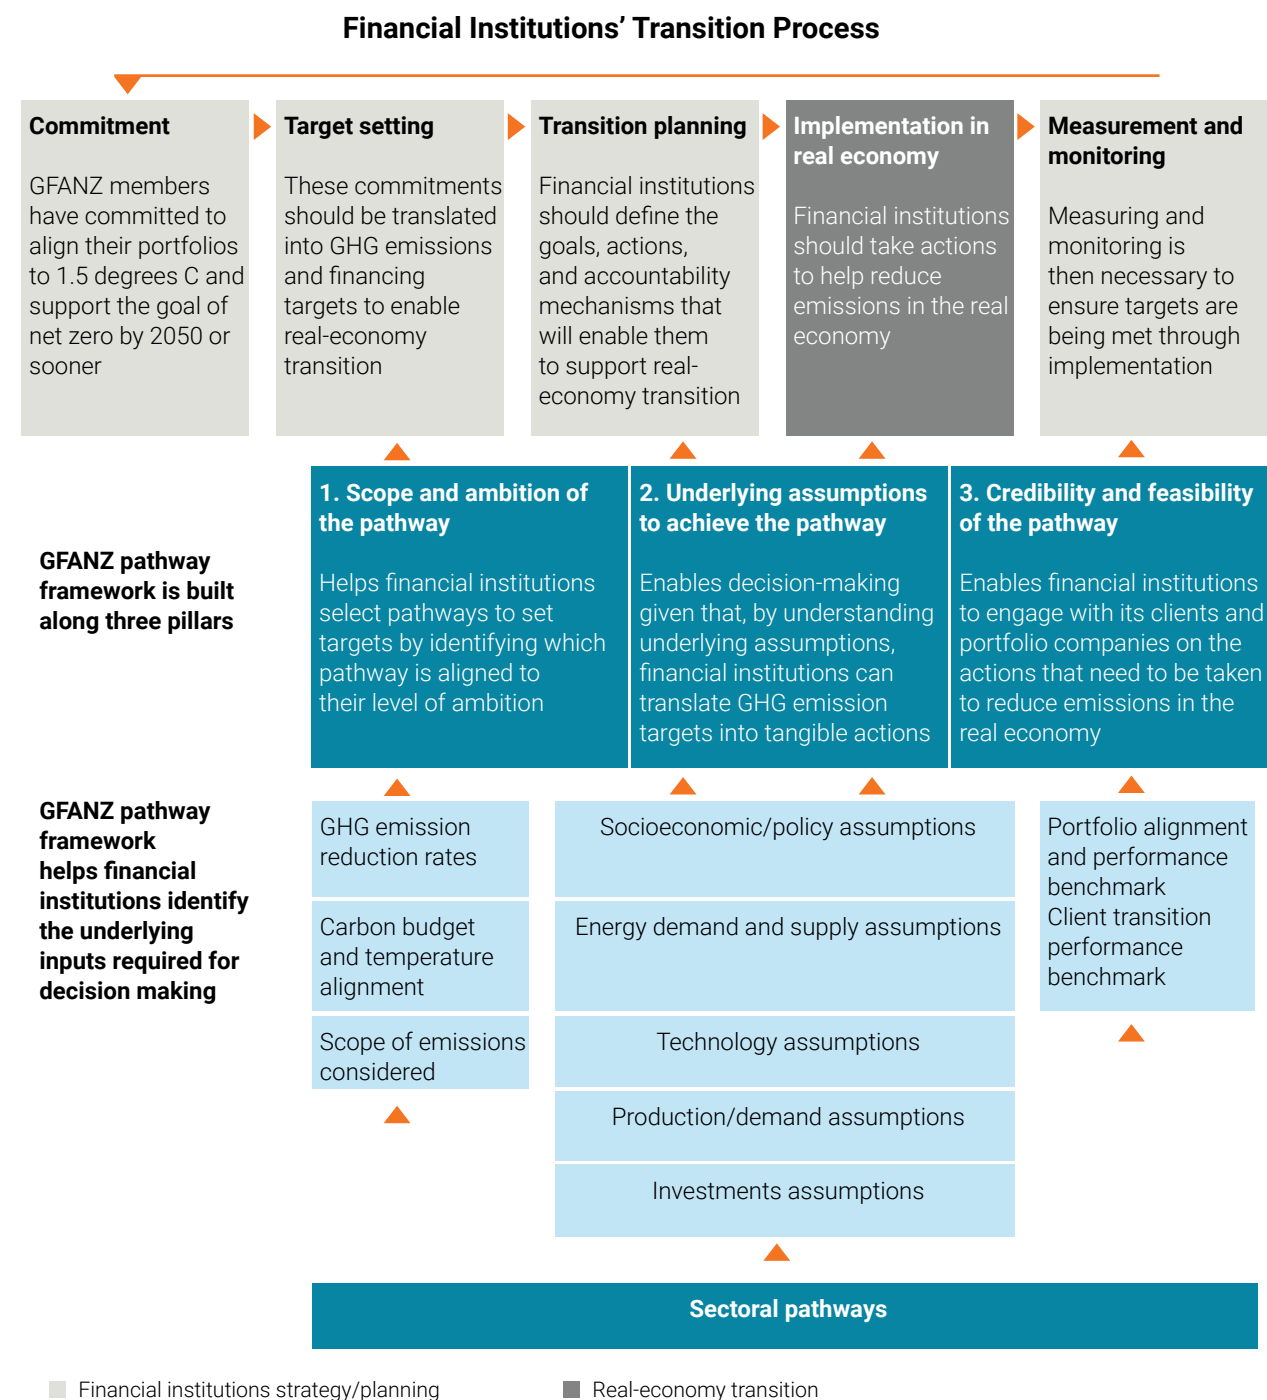 Financial Institutions’ Transition Process
Commitment
GFANZ members
have committed to
align their portfolios
to 1.5 degrees C and
support the goal of
net zero by 2050 or
sooner
Target setting
These commitments
should be translated
into GHG emissions
and financing
targets to enable
real-economy
transition
Transition planning
Financial institutions
should define the
goals, actions,
and accountability
mechanisms that
will enable them
to support real-
economy transition
Implementation in
real economy
Financial institutions
should take actions
to help reduce
emissions in the real
economy
Measurement and
monitoring
Measuring and
monitoring is
then necessary to
ensure targets are
being met through
implementation
GFANZ pathway
framework is built
along three pillars
1. Scope and ambition of
the pathway
Helps financial institutions
select pathways to set
targets by identifying which
pathway is aligned to
their level of ambition
2. Underlying assumptions
to achieve the pathway
Enables decision-making
given that, by understanding
underlying assumptions,
financial institutions can
translate GHG emission
targets into tangible actions
3. Credibility and feasibility
of the pathway
Enables financial institutions
to engage with its clients and
portfolio companies on the
actions that need to be taken
to reduce emissions in the
real economy
GFANZ pathway
framework
helps financial
institutions identify
the underlying
inputs required for
decision making
GHG emission
reduction rates
Carbon budget
and temperature
alignment
Scope of emissions
considered
Socioeconomic/policy assumptions
Energy demand and supply assumptions
Technology assumptions
Production/demand assumptions
Investments assumptions
Portfolio alignment
and performance
benchmark
Client transition
performance
benchmark
Sectoral pathways
Financial institutions strategy/planning
Real-economy transition